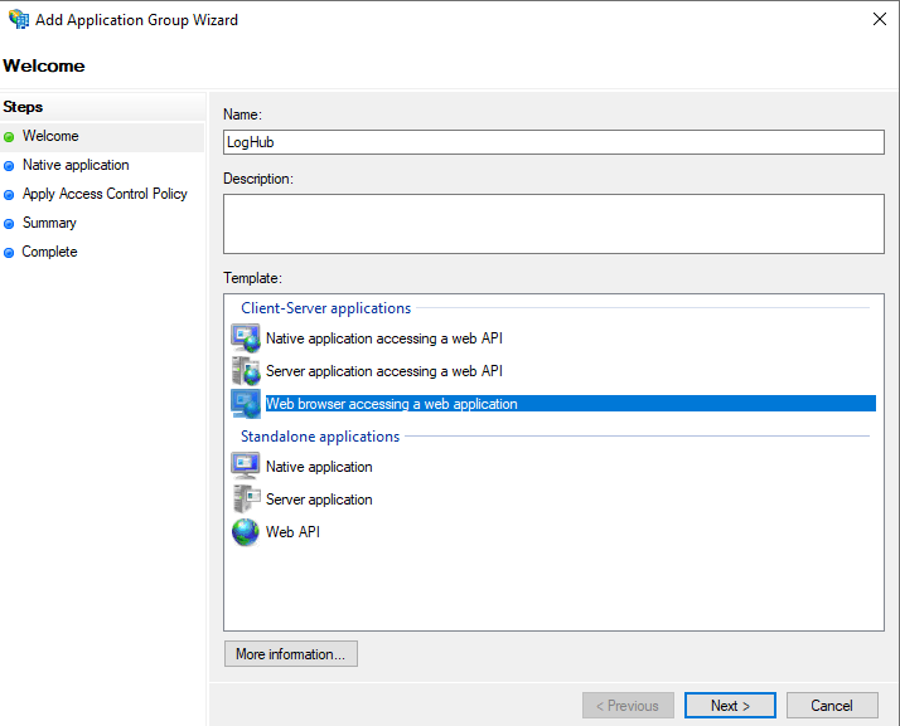 Add Application Group Wizard
Welcome
Steps
Welcome
Native application
Apply Access Control Policy
Summary
Complete
Name:
LogHub
Description:
Template:
Client-Server applications
Native application accessing a web API
Server application accessing a web API
Web browser accessing a web application
Standalone applications
Native application
Server application
Web API
More information...
< Previous
Next >
Cancel